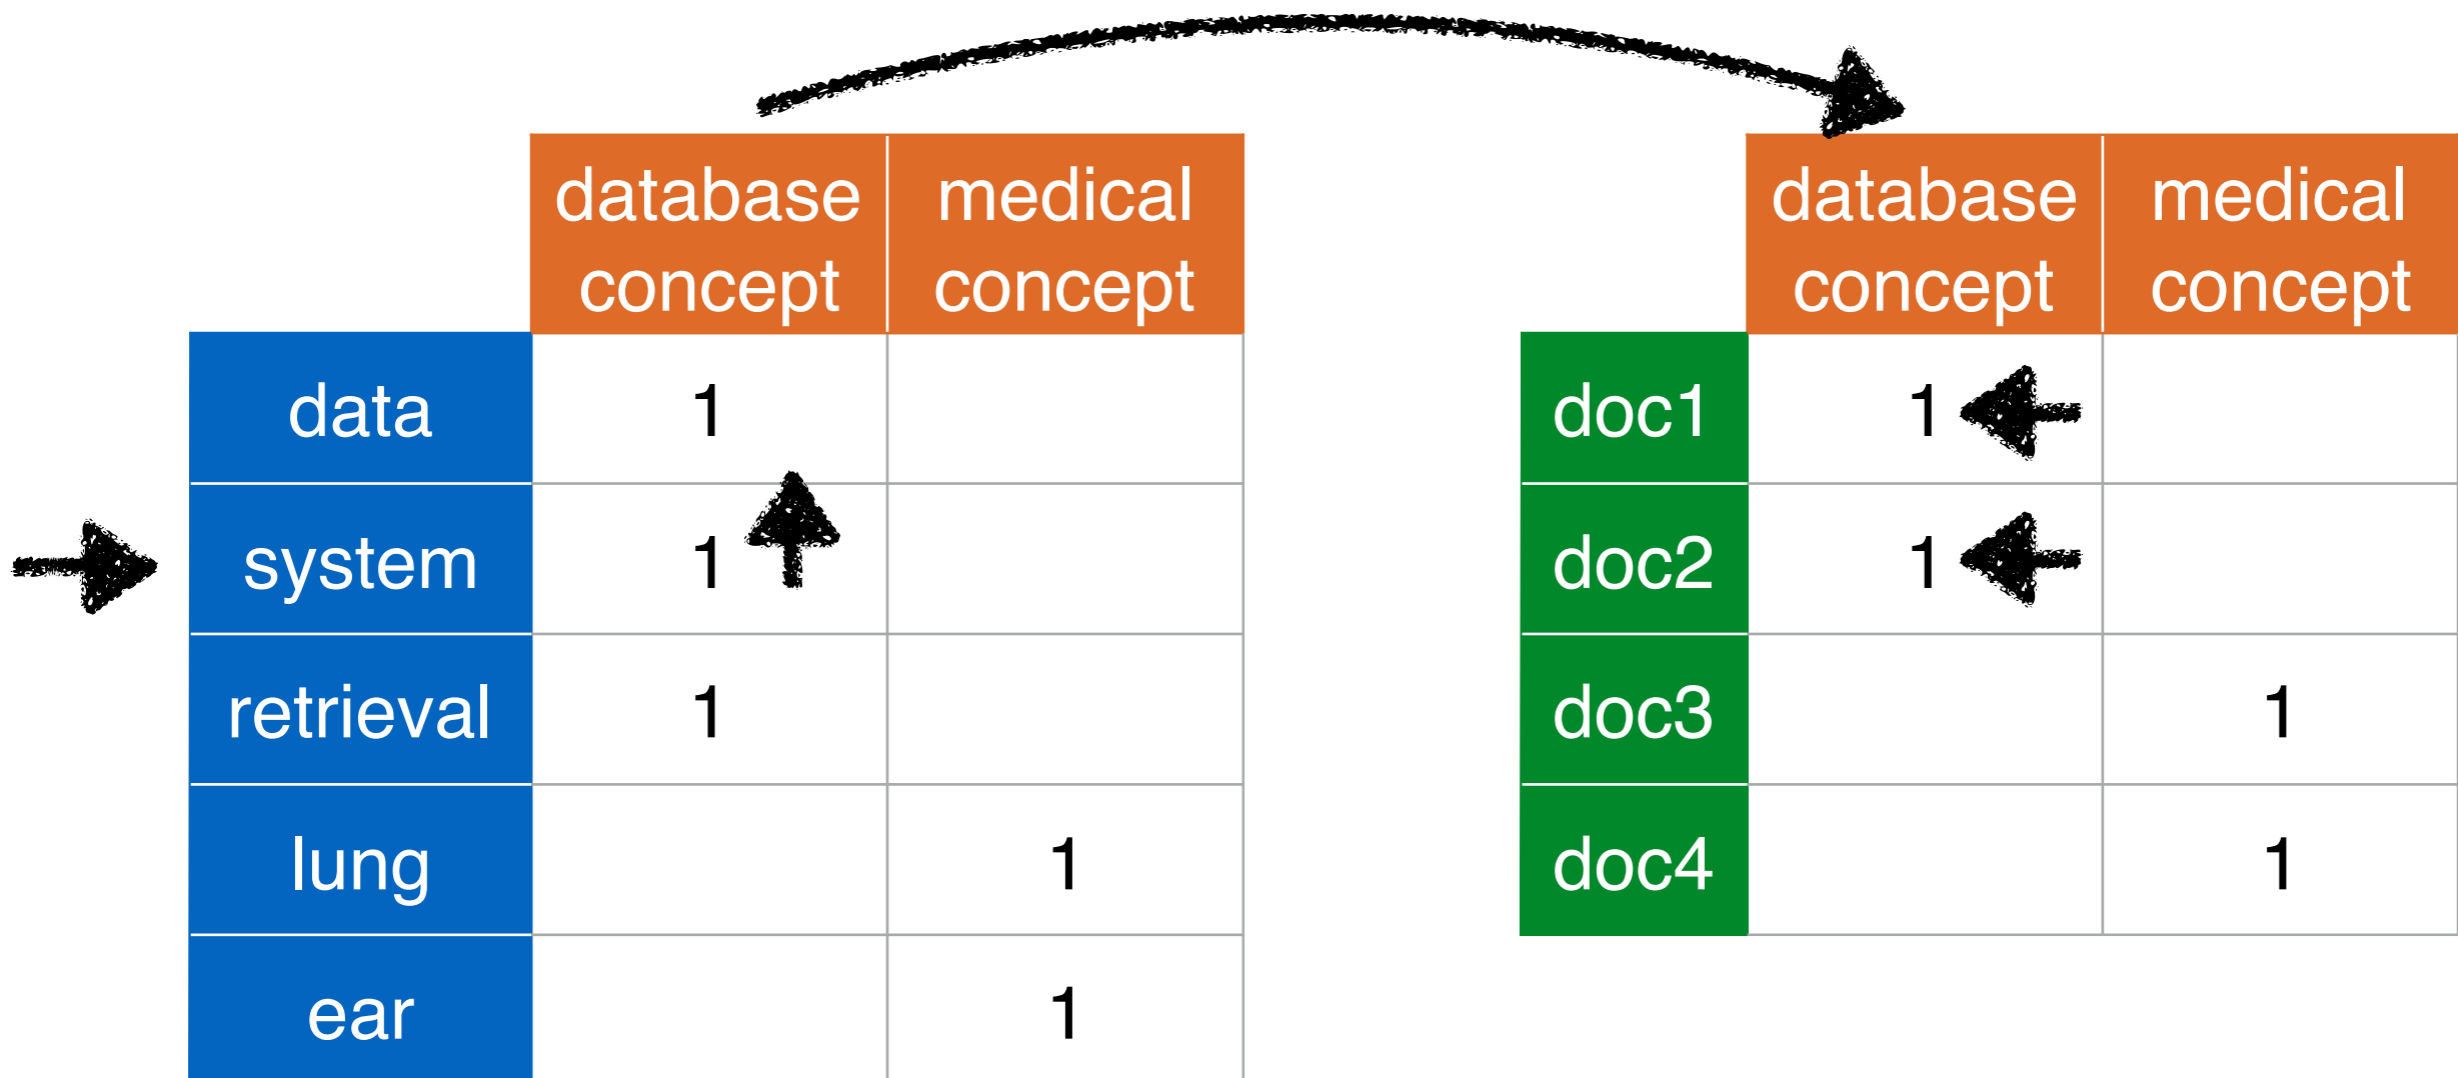 database medical
concept concept
data 1
system 1
retrieval 1
lung 1
ear 1
database medical
concept concept
doc1 1
doc2 1
doc3 1
doc4 1